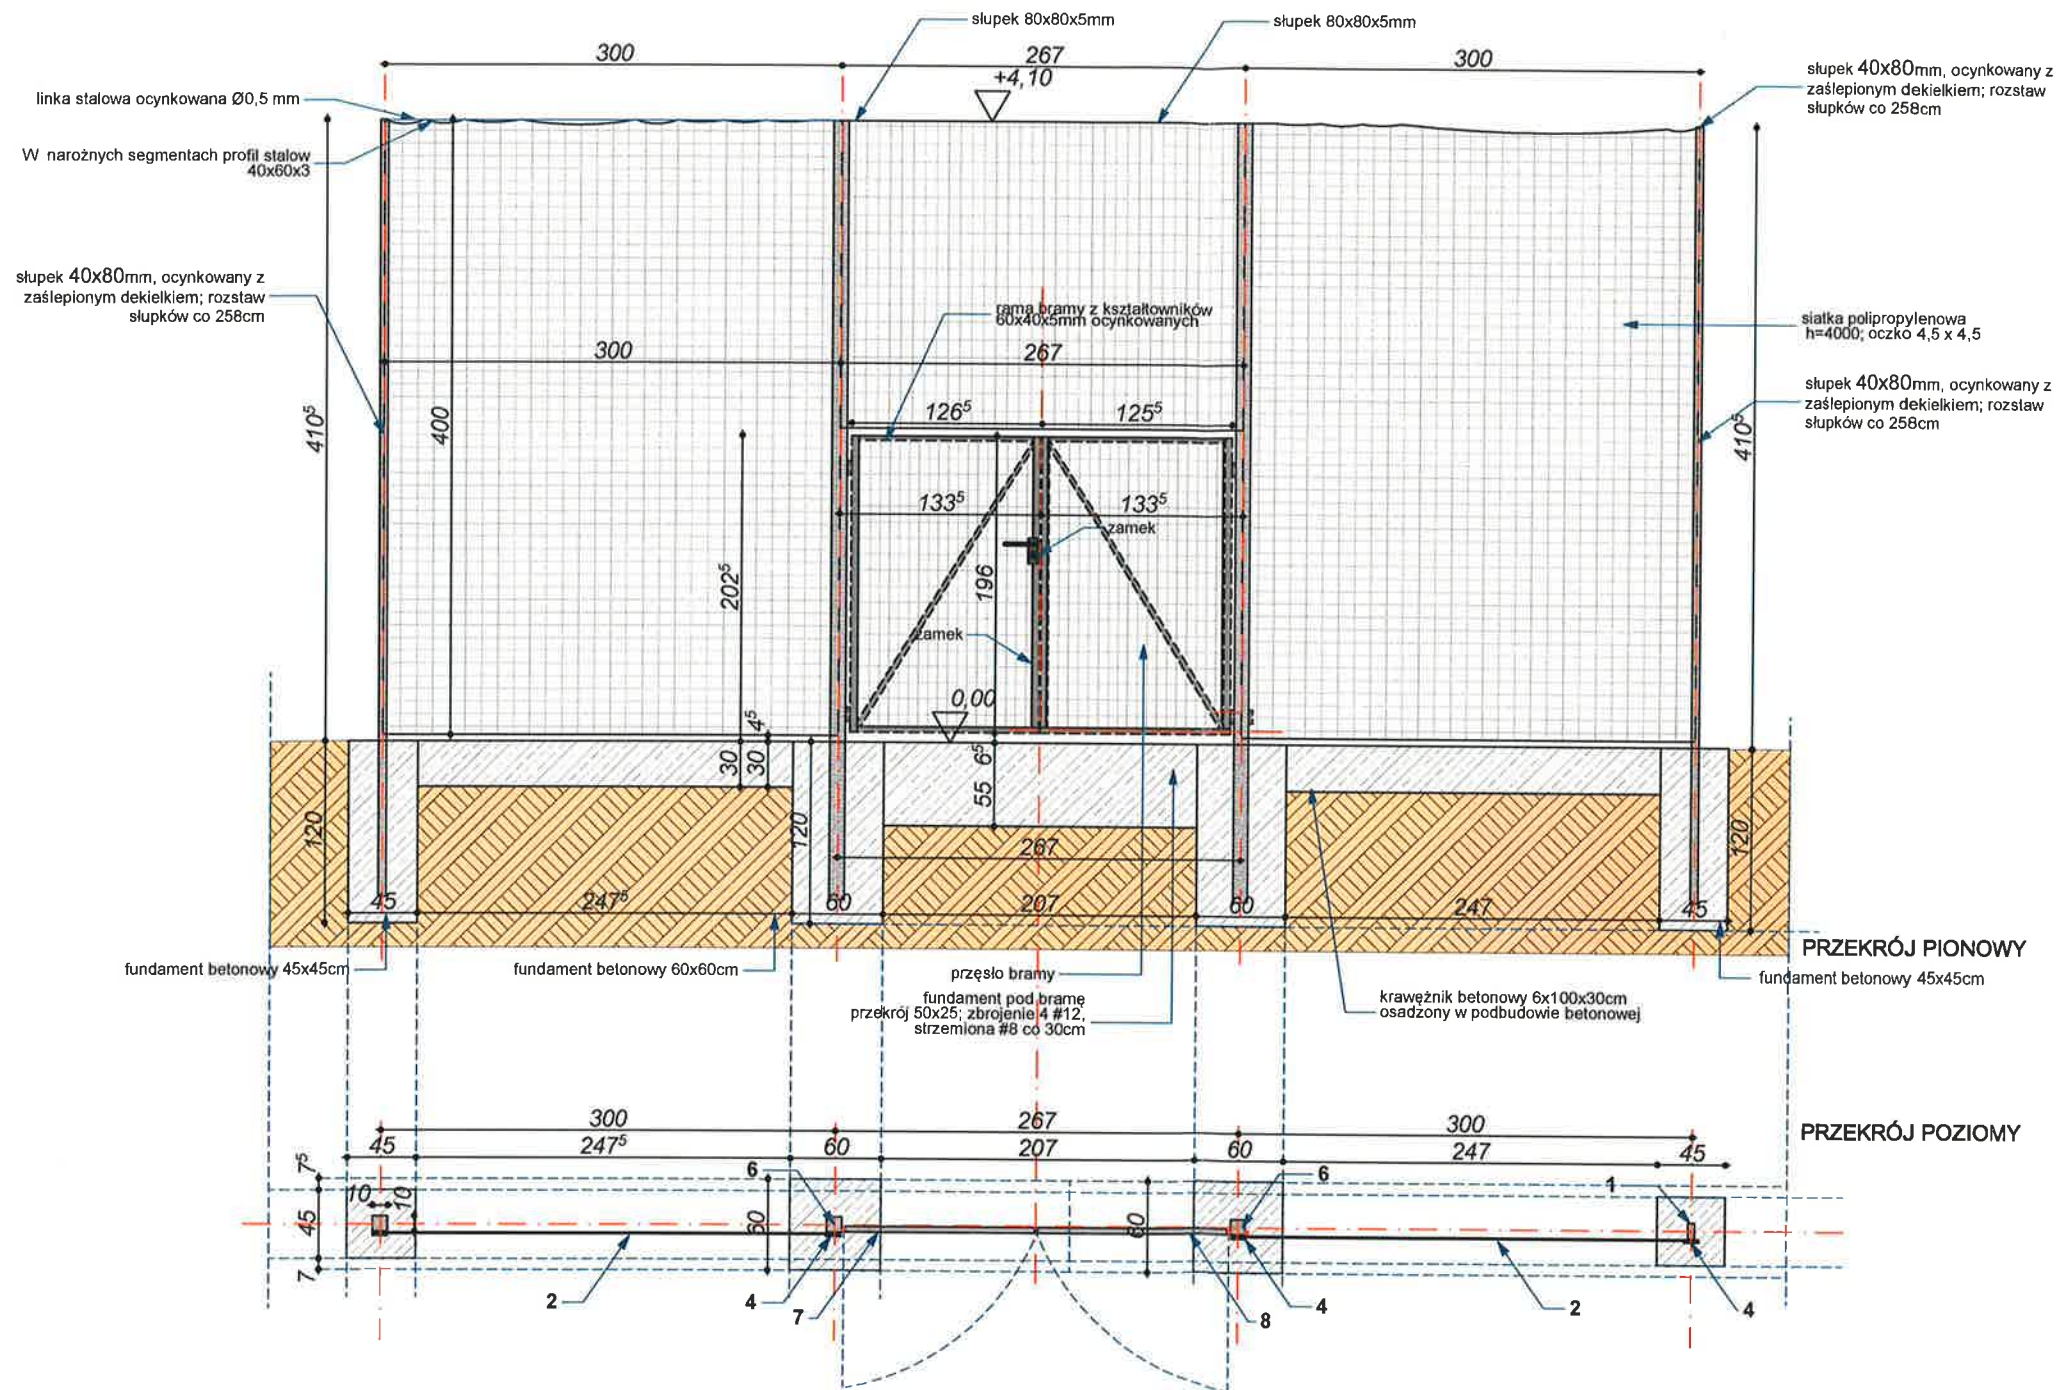 słupek 80x80x5mm
słupek 80x80x5mm
300
267
300
+4,10
linka stalowa ocynkowana Ø0,5 mm
słupek 40x80mm, ocynkowany z
zaślepionym dekielkiem; rozstaw
słupków co 258cm
W narożnych segmentach profil stalow
40x60x3
słupek 40x80mm, ocynkowany z
zaślepionym dekielkiem; rozstaw
słupków co 258cm
rama bramy z kształtowników
60x40x5mm ocynkowanych
siatka polipropylenowa
h=4000; oczko 4,5 x 4,5
300
267
słupek 40x80mm, ocynkowany z
zaślepionym dekielkiem; rozstaw
słupków co 258cm
410⁵
400
126⁵
125⁵
410⁵
133⁵
133⁵
zamek
202⁵
196
zamek
0,00
4⁵
30
30
6⁵
55
120
120
120
267
45
247⁵
60
207
60
247
45
PRZEKRÓJ PIONOWY
fundament betonowy 45x45cm
fundament betonowy 60x60cm
przęsło bramy
fundament betonowy 45x45cm
fundament pod bramę
przekrój 50x25; zbrojenie 4 #12,
strzemiona #8 co 30cm
krawężnik betonowy 6x100x30cm
osadzony w podbudowie betonowej
300
267
300
PRZEKRÓJ POZIOMY
45
247⁵
60
207
60
247
45
7⁵
6
6
1
10
10
45
60
60
7
2
4
7
8
4
2
4